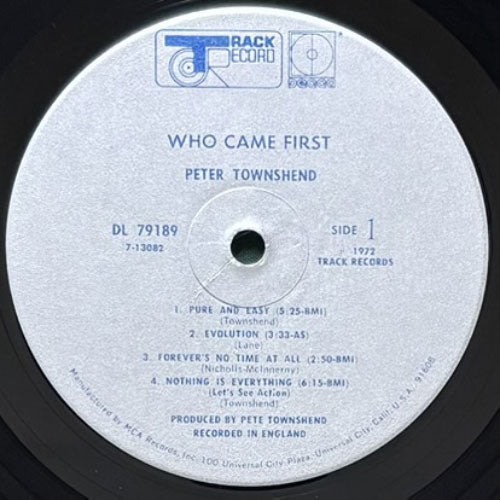 TRACK
RECORD
WHO CAME FIRST
PETER TOWNSHEND
DL 79189
7-13082
SIDE 1
1972
TRACK RECORDS
1. PURE AND EASY (5:25-BMI)
(Townshend)
2. EVOLUTION (3:33-AS)
(Lane)
3. FOREVER'S NO TIME AT ALL (2:50-BMI)
(Nicholls-McInnerny)
4. NOTHING IS EVERYTHING (6:15-BMI)
(Let's See Action)
(Townshend)
PRODUCED BY PETE TOWNSHEND
RECORDED IN ENGLAND
Manufactured by MCA Records, Inc. 100 Universal City Plaza, Universal City, Calif. U.S.A. 91608